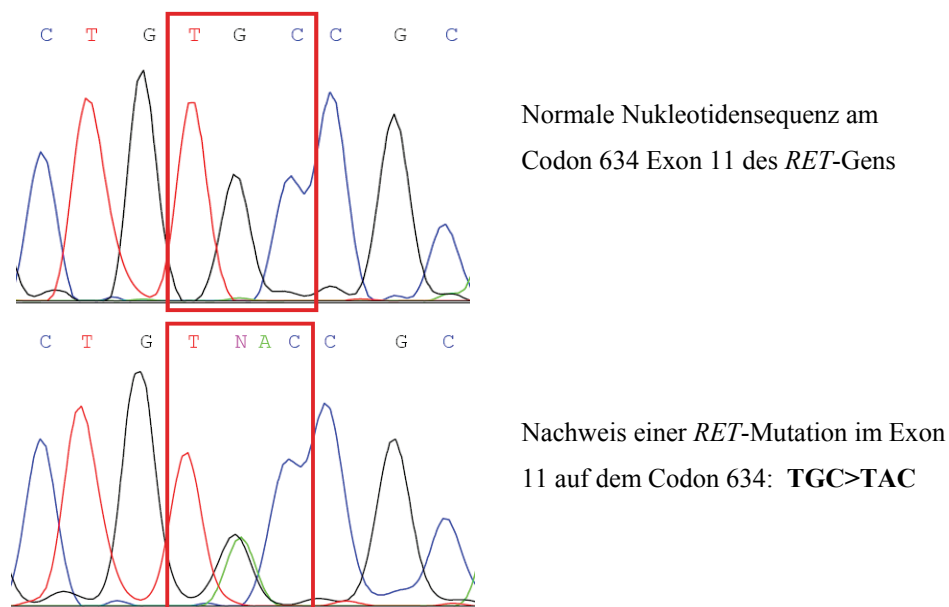 C T G T G C C G C
Normale Nukleotidensequenz am
Codon 634 Exon 11 des RET-Gens
C T G T N A C C G C
Nachweis einer RET-Mutation im Exon
11 auf dem Codon 634: TGC>TAC